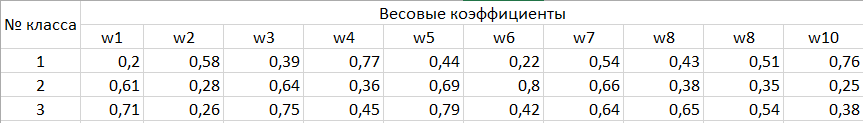 № класса Весовые коэффициенты
w1 w2 w3 w4 w5 w6 w7 w8 w8 w10
1 0,2 0,58 0,39 0,77 0,44 0,22 0,54 0,43 0,51 0,76
2 0,61 0,28 0,64 0,36 0,69 0,8 0,66 0,38 0,35 0,25
3 0,71 0,26 0,75 0,45 0,79 0,42 0,64 0,65 0,54 0,38